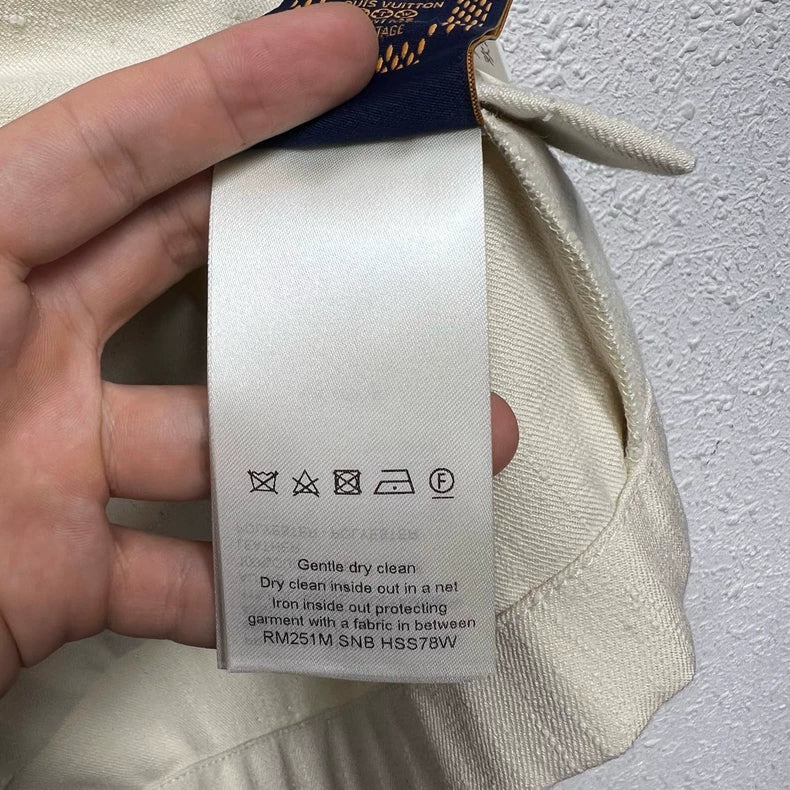 LOUIS VUITTON
Gentle dry clean
Dry clean inside out in a net
Iron inside out protecting
garment with a fabric in between
RM251M SNB HSS78W